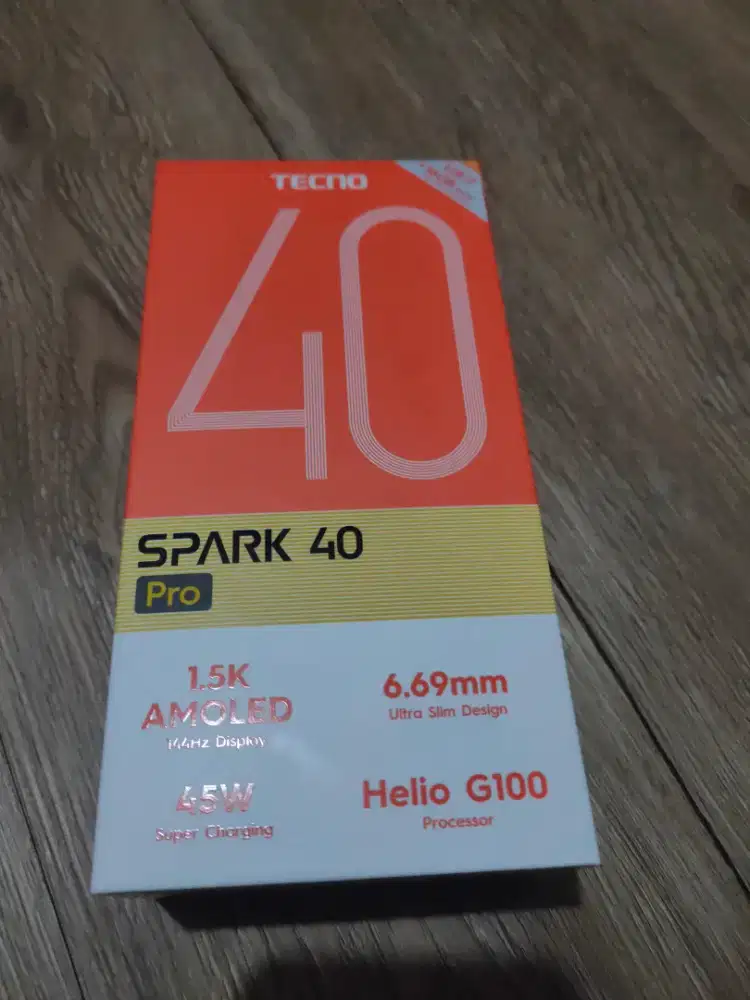 TECNO
40
SPARK 40
Pro
1.5K
AMOLED
144Hz Display
6.69mm
Ultra Slim Design
45W
Super Charging
Helio G100
Processor